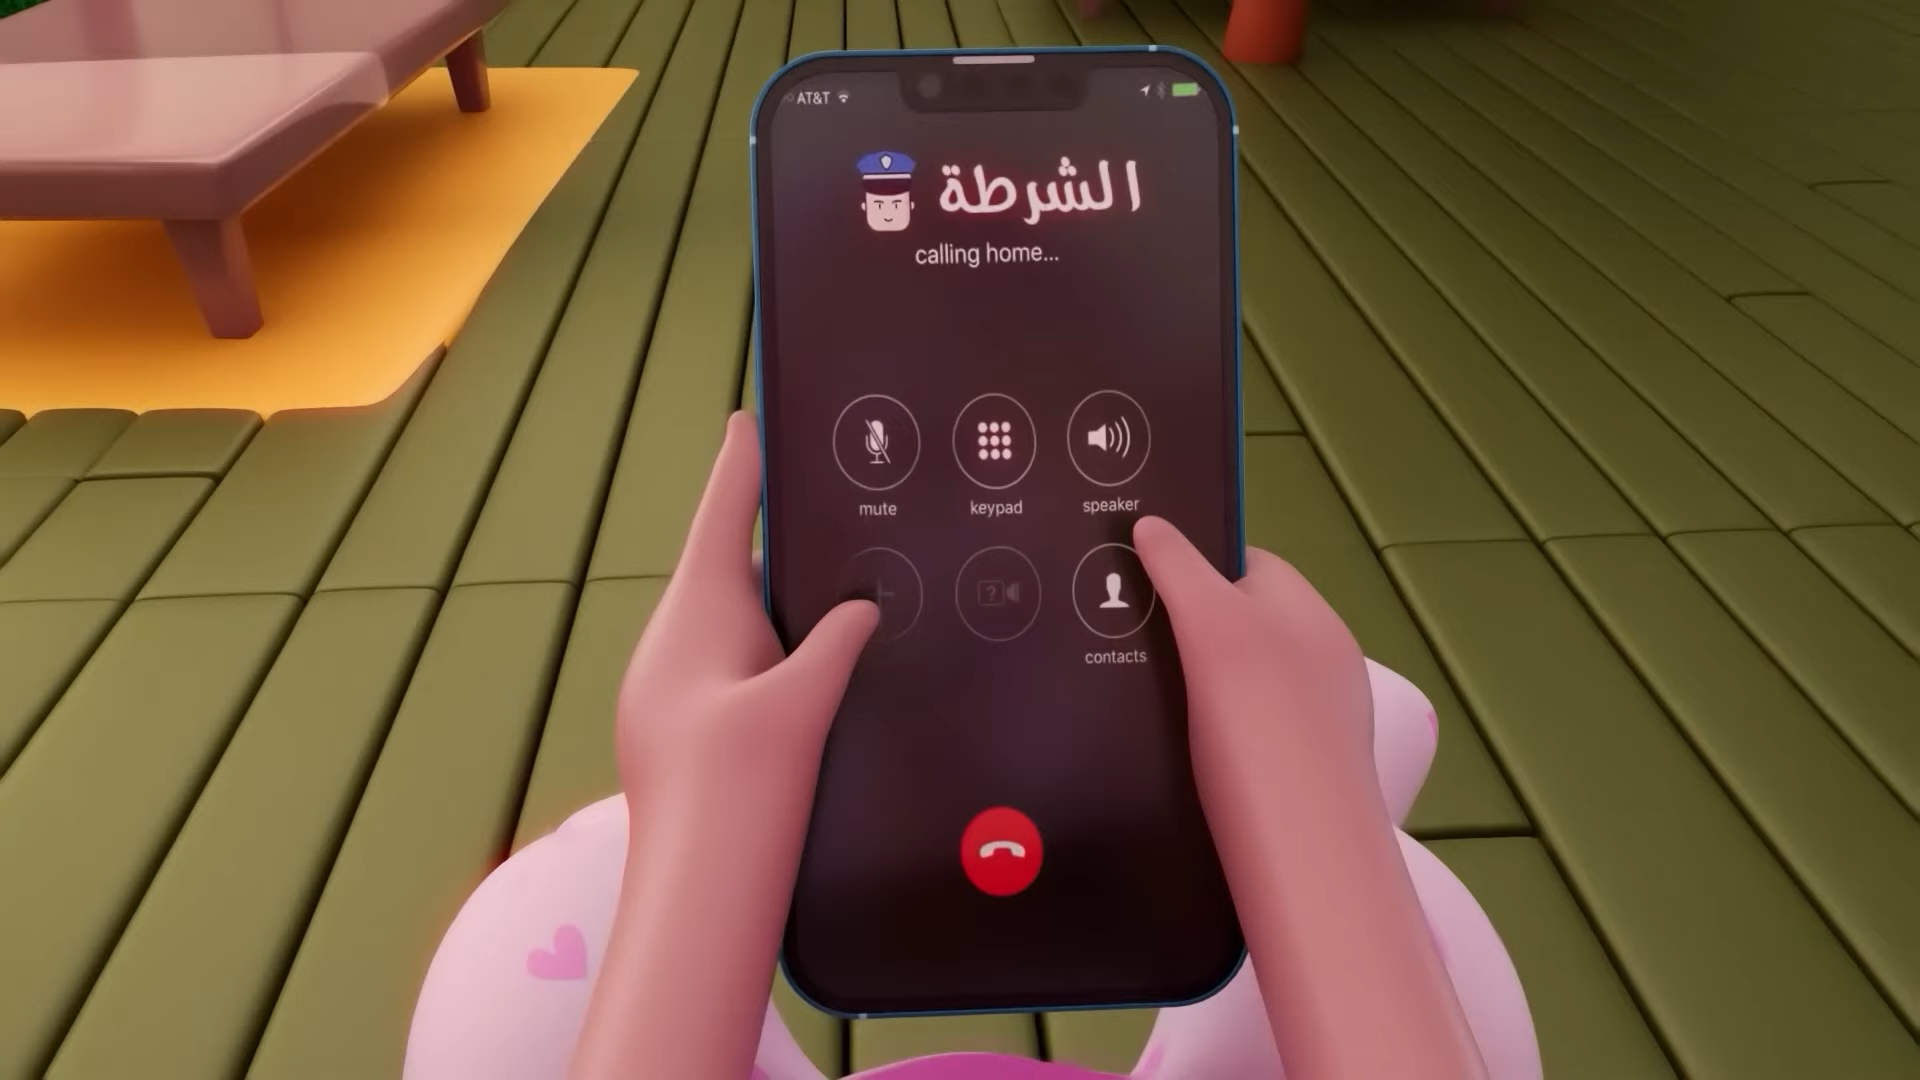 AT&T
الشرطة
calling home...
mute keypad speaker
contacts